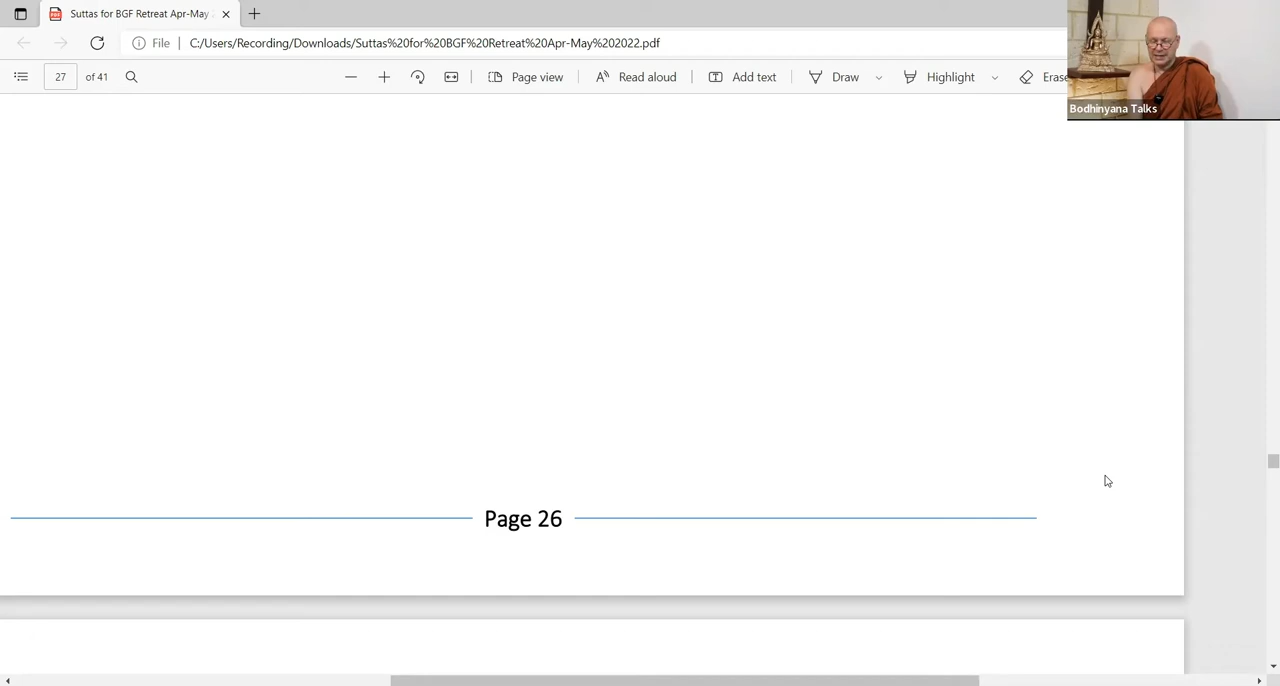 Suttas for BGF Retreat Apr-May
File
C:/Users/Recording/Downloads/Suttas%20for%20BGF%20Retreat%20Apr-May%202022.pdf
27 of 41
Page view
Read aloud
Add text
Draw
Highlight
Bodhinyana Talks
Page 26